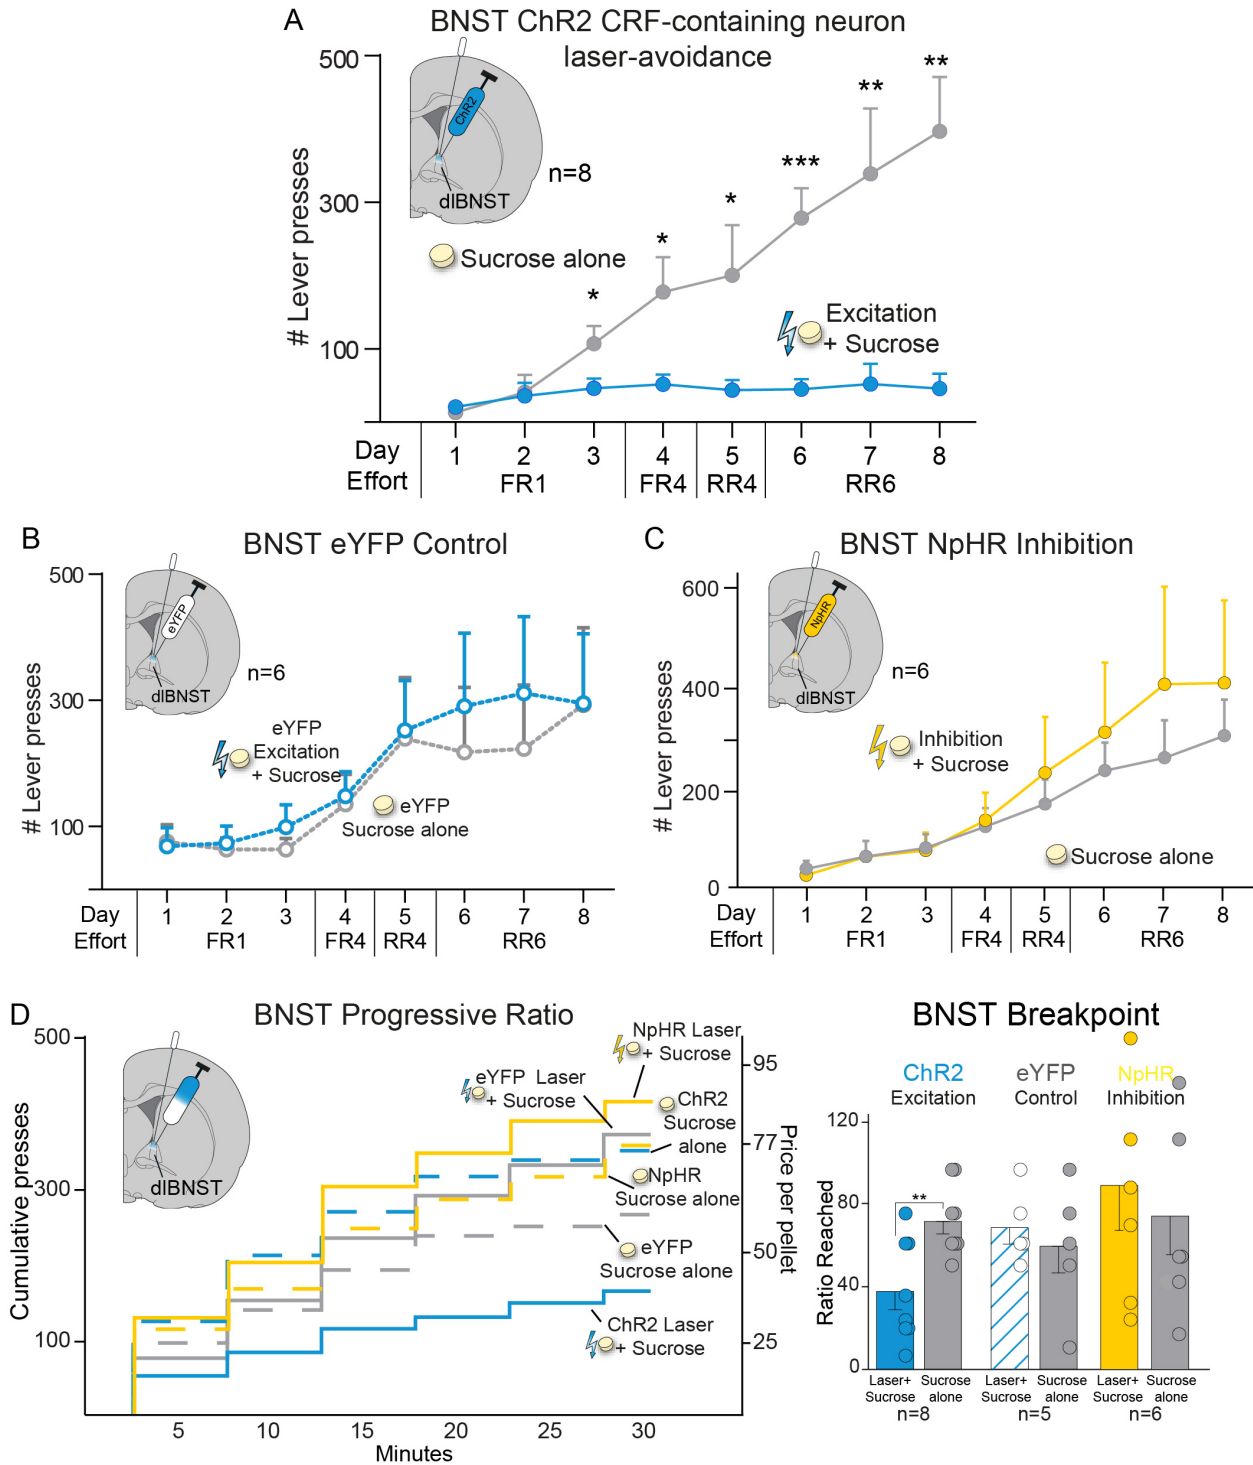 A
BNST ChR2 CRF-containing neuron
laser-avoidance
500
300
100
# Lever presses
ChR2
dlBNST
n=8
Sucrose alone
*
*
*
***
**
**
Excitation
+ Sucrose
Day
1 2 3 4 5 6 7 8
Effort
FR1 FR4 RR4 RR6
B
BNST eYFP Control
500
300
100
# Lever presses
eYFP
dlBNST
n=6
eYFP
Excitation
+ Sucrose
eYFP
Sucrose alone
Day
1 2 3 4 5 6 7 8
Effort
FR1 FR4 RR4 RR6
C
BNST NpHR Inhibition
600
400
200
0
# Lever presses
NpHR
dlBNST
n=6
Inhibition
+ Sucrose
Sucrose alone
Day
1 2 3 4 5 6 7 8
Effort
FR1 FR4 RR4 RR6
D
BNST Progressive Ratio
500
300
100
Cumulative presses
dlBNST
eYFP Laser
+ Sucrose
NpHR Laser
+ Sucrose
ChR2
Sucrose
alone
NpHR
Sucrose alone
eYFP
Sucrose alone
ChR2 Laser
+ Sucrose
95
77
50
25
Price per pellet
5 10 15 20 25 30
Minutes
BNST Breakpoint
ChR2
Excitation
eYFP
Control
NpHR
Inhibition
120
80
40
0
Ratio Reached
**
Laser+
Sucrose
Sucrose
alone
Laser+
Sucrose
Sucrose
alone
Laser+
Sucrose
Sucrose
alone
n=8
n=5
n=6